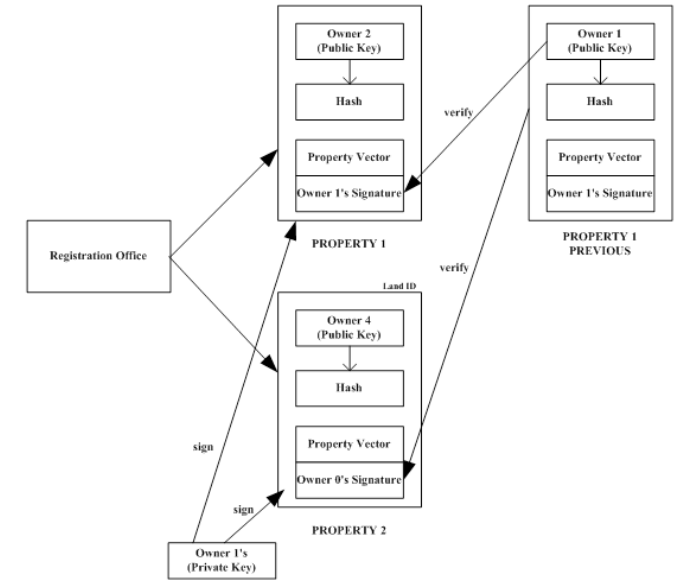 Owner 2
(Public Key)
Hash
Property Vector
Owner 1's Signature
PROPERTY 1
Owner 1
(Public Key)
Hash
Property Vector
Owner 1's Signature
PROPERTY 1
PREVIOUS
verify
verify
Registration Office
Land ID
Owner 4
(Public Key)
Hash
Property Vector
Owner 0's Signature
PROPERTY 2
sign
sign
Owner 1's
(Private Key)